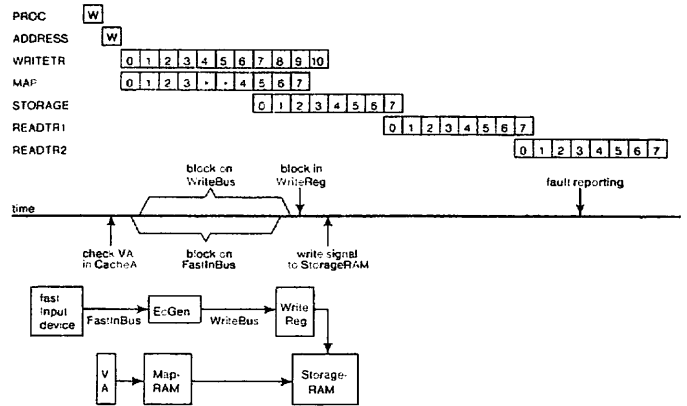 PROC W
ADDRESS W
WRITETR 0 1 2 3 4 5 6 7 8 9 10
MAP 0 1 2 3 • • 4 5 6 7
STORAGE 0 1 2 3 4 5 6 7
READTR1 0 1 2 3 4 5 6 7
READTR2 0 1 2 3 4 5 6 7
block on
WriteBus
block in
WriteReg
fault reporting
time
check VA
in CacheA
block on
FastInBus
write signal
to StorageRAM
fast
Input
device
FastInBus
EcGen
WriteBus
Write
Reg
V
A
Map-
RAM
Storage-
RAM